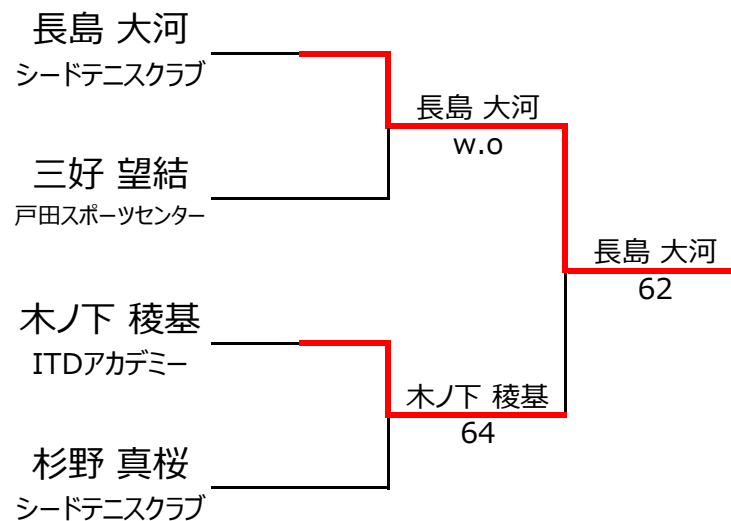 長島 大河
シードテニスクラブ
長島 大河
w.o
三好 望結
戸田スポーツセンター
長島 大河
62
木ノ下 稜基
ITDアカデミー
木ノ下 稜基
64
杉野 真桜
シードテニスクラブ